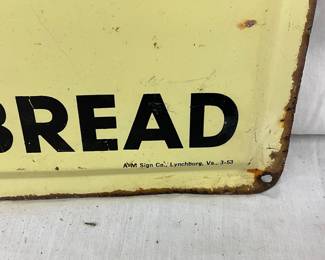 BREAD
A-M Sign Co., Lynchburg, Va., 3-53